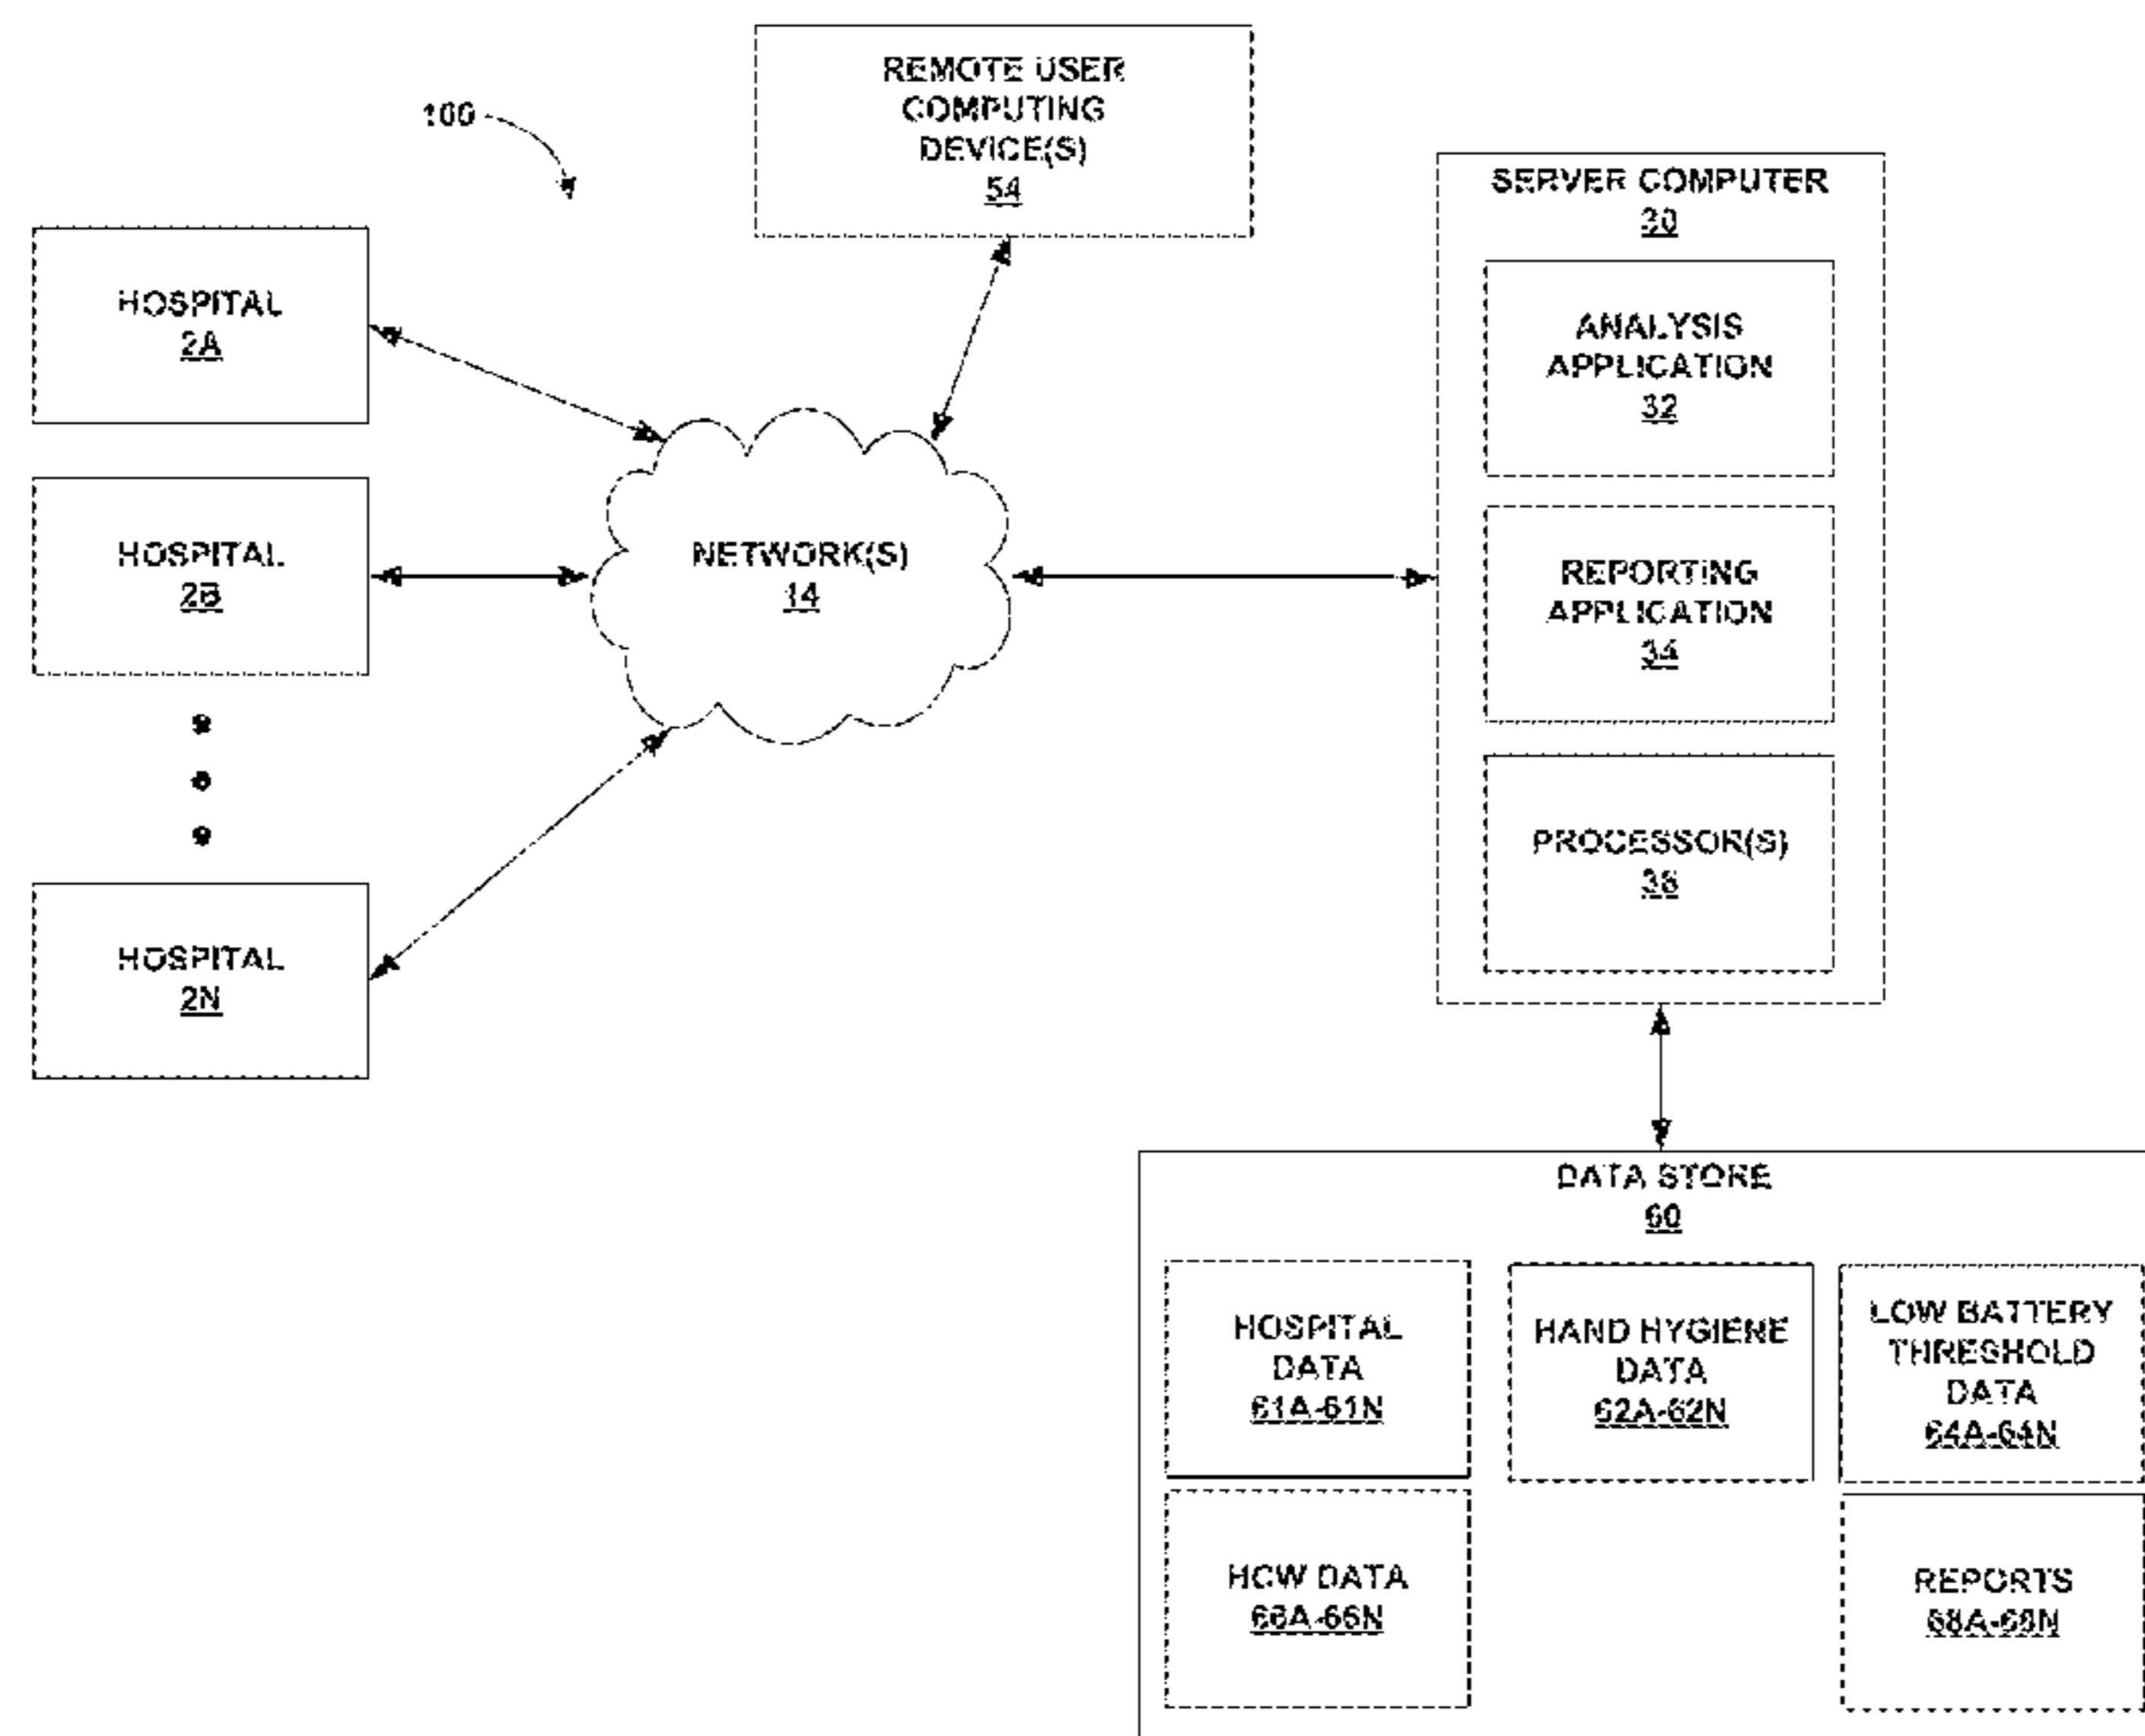 100
REMOTE USER
COMPUTING
DEVICE(S)
54
HOSPITAL
2A
HOSPITAL
2B
HOSPITAL
2N
NETWORK(S)
14
SERVER COMPUTER
30
ANALYSIS
APPLICATION
32
REPORTING
APPLICATION
34
PROCESSOR(S)
36
DATA STORE
60
HOSPITAL
DATA
61A-61N
HAND HYGIENE
DATA
62A-62N
LOW BATTERY
THRESHOLD
DATA
64A-64N
HCW DATA
66A-66N
REPORTS
68A-68N